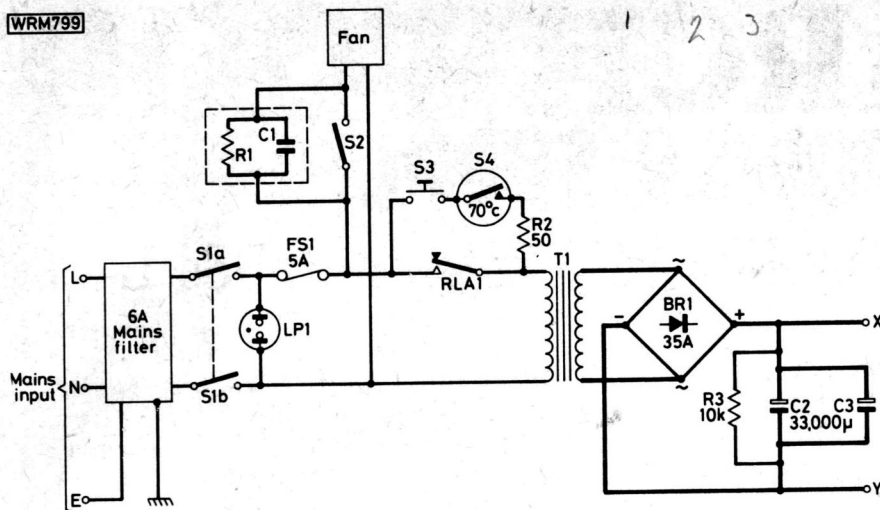 WRM799
1 2 3
Fan
C1
R1
S2
S3
S4
70°c
R2
50
T1
S1a
FS1
5A
RLA1
L
6A
Mains
filter
LP1
BR1
35A
~
~
-
+
X
Mains
input
N
S1b
R3
10k
C2
33,000µ
C3
E
Y